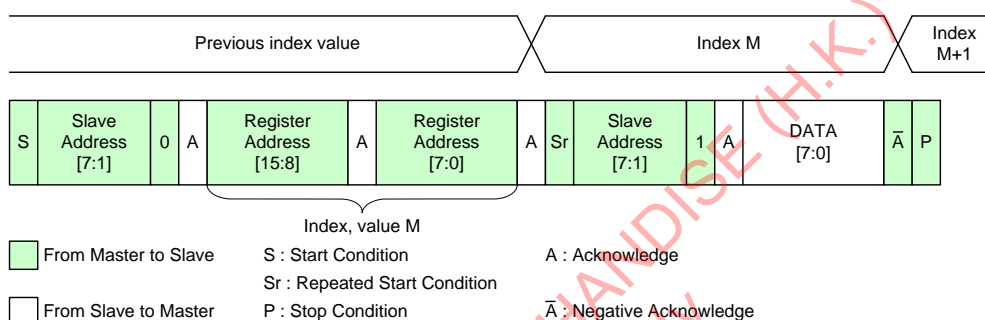 Previous index value
Index M
Index
M+1
S
Slave
Address
[7:1]
0
A
Register
Address
[15:8]
A
Register
Address
[7:0]
A
Sr
Slave
Address
[7:1]
1
A
DATA
[7:0]
A̅
P
Index, value M
From Master to Slave
S : Start Condition
A : Acknowledge
Sr : Repeated Start Condition
From Slave to Master
P : Stop Condition
A̅ : Negative Acknowledge
HANDISE (H.K.)